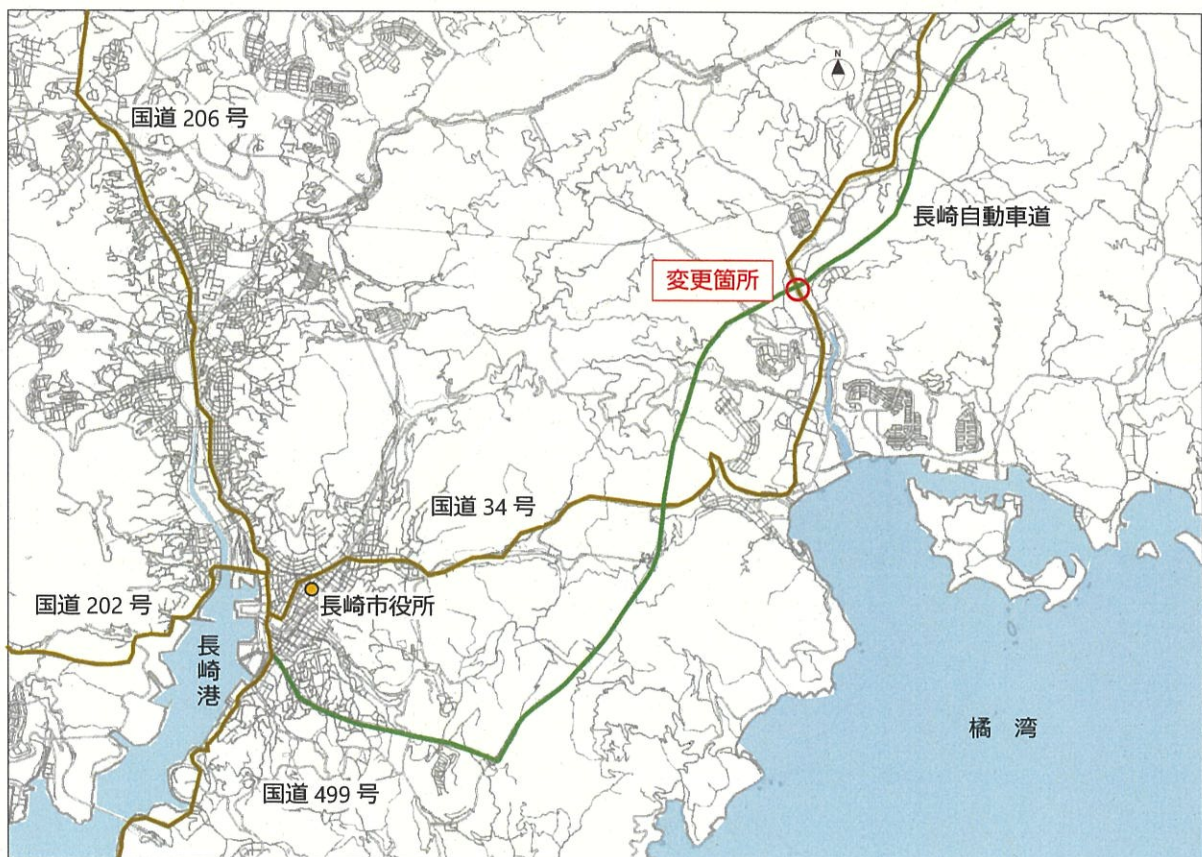 N
国道 206 号
長崎自動車道
変更箇所
国道 34 号
長崎市役所
国道 202 号
長崎港
橘 湾
国道 499 号